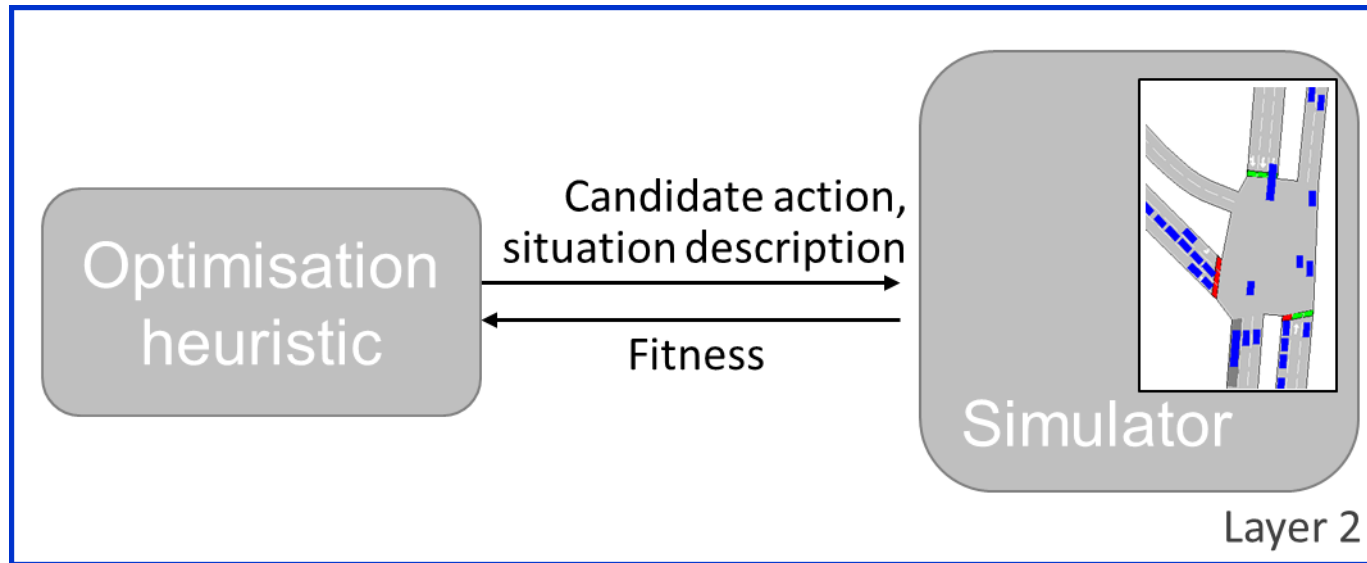 Optimisation
heuristic
Candidate action,
situation description
Fitness
Simulator
Layer 2